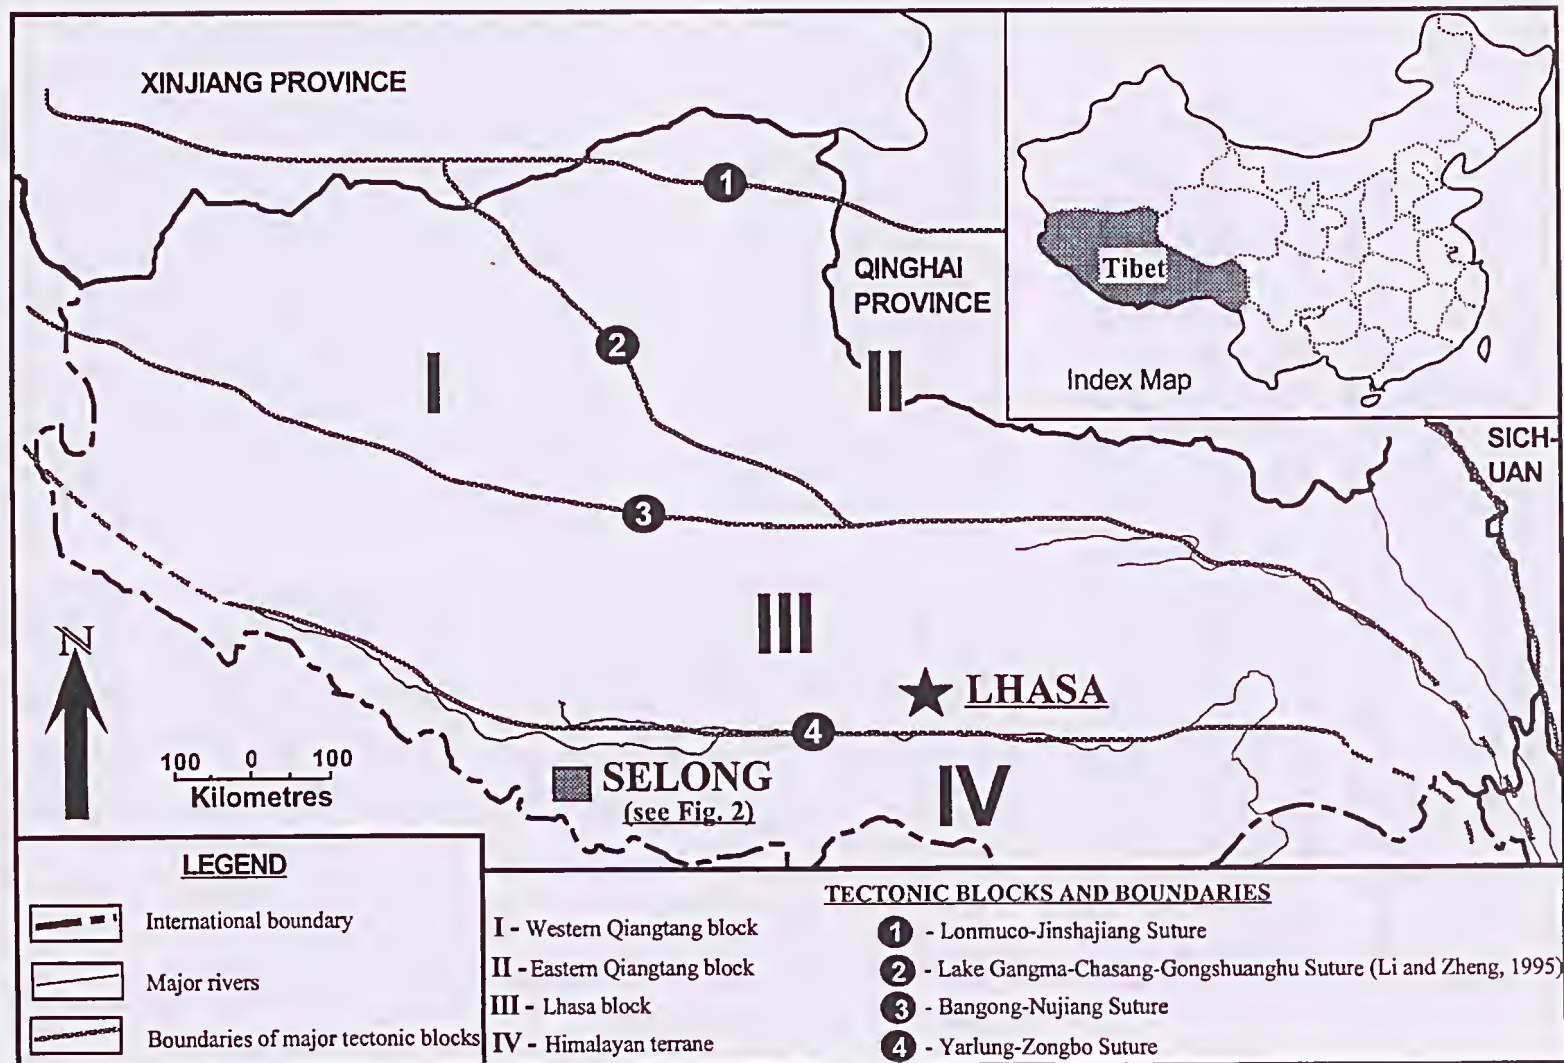 XINJIANG PROVINCE
1
QINGHAI
PROVINCE
Tibet
Index Map
2
I
II
SICH-
UAN
3
III
N
LHASA
4
100 0 100
Kilometres
SELONG
(see Fig. 2)
IV
LEGEND
International boundary
Major rivers
Boundaries of major tectonic blocks
TECTONIC BLOCKS AND BOUNDARIES
I - Western Qiangtang block
II - Eastern Qiangtang block
III - Lhasa block
IV - Himalayan terrane
1 - Lonmuco-Jinshajiang Suture
2 - Lake Gangma-Chasang-Gongshuanghu Suture (Li and Zheng, 1995)
3 - Bangong-Nujiang Suture
4 - Yarlung-Zongbo Suture